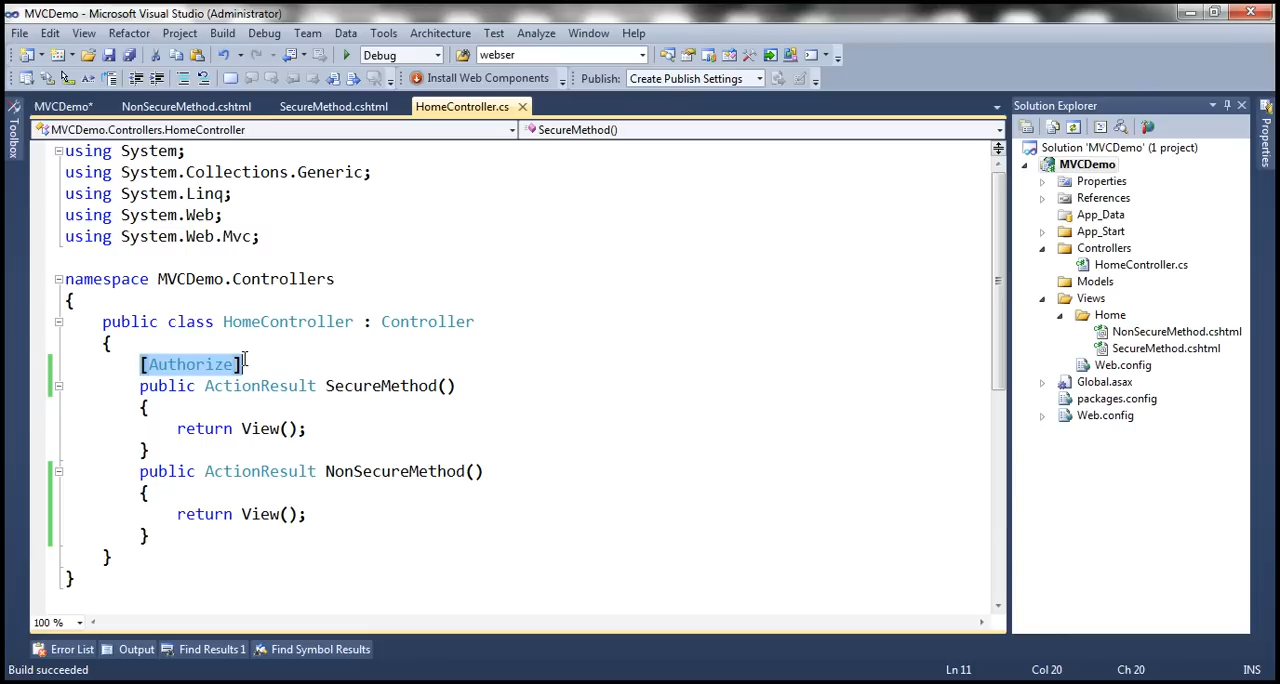 MVCDemo - Microsoft Visual Studio (Administrator)
File Edit View Refactor Project Build Debug Team Data Tools Architecture Test Analyze Window Help
Debug webser
Install Web Components Publish: Create Publish Settings
MVCDemo* NonSecureMethod.cshtml SecureMethod.cshtml HomeController.cs
MVCDemo.Controllers.HomeController SecureMethod()
Toolbox
using System;
using System.Collections.Generic;
using System.Linq;
using System.Web;
using System.Web.Mvc;
namespace MVCDemo.Controllers
{
public class HomeController : Controller
{
[Authorize]
public ActionResult SecureMethod()
{
return View();
}
public ActionResult NonSecureMethod()
{
return View();
}
}
}
100 %
Solution Explorer
Solution 'MVCDemo' (1 project)
MVCDemo
Properties
References
App_Data
App_Start
Controllers
HomeController.cs
Models
Views
Home
NonSecureMethod.cshtml
SecureMethod.cshtml
Web.config
Global.asax
packages.config
Web.config
Properties
Error List Output Find Results 1 Find Symbol Results
Build succeeded Ln 11 Col 20 Ch 20 INS